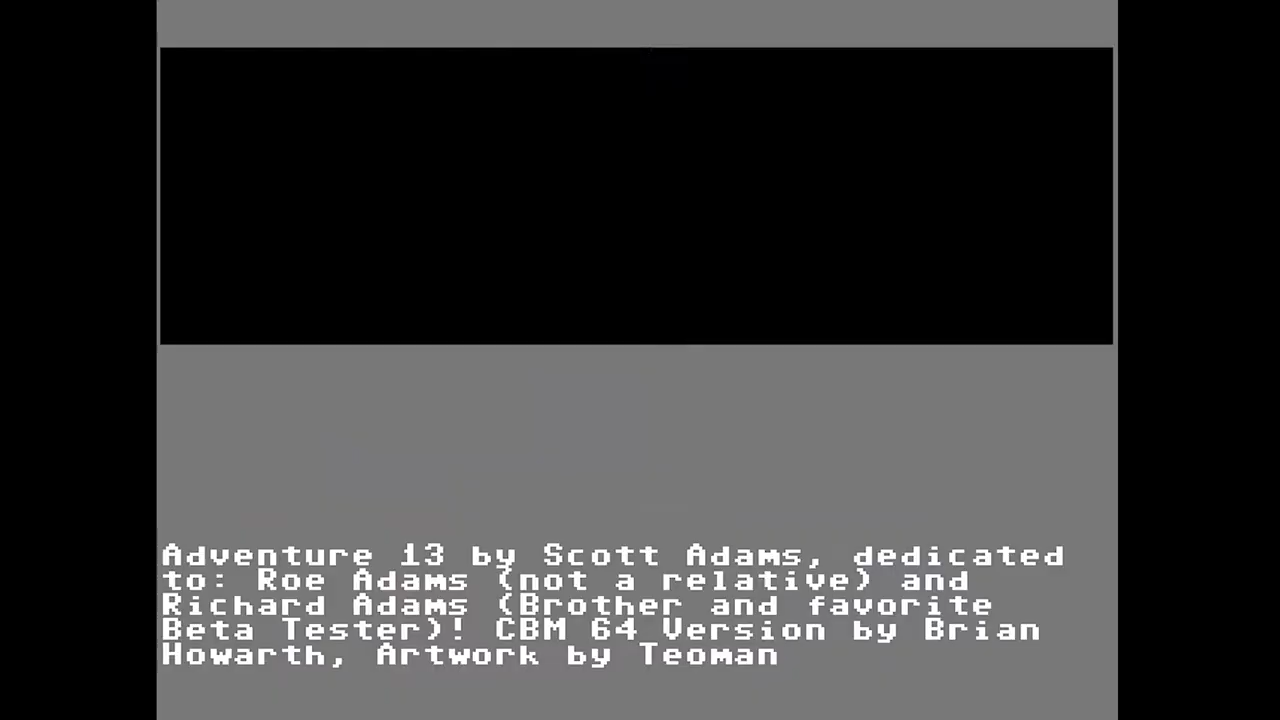 Adventure 13 by Scott Adams, dedicated
to: Roe Adams (not a relative) and
Richard Adams (Brother and favorite
Beta Tester)! CBM 64 Version by Brian
Howarth, Artwork by Teoman